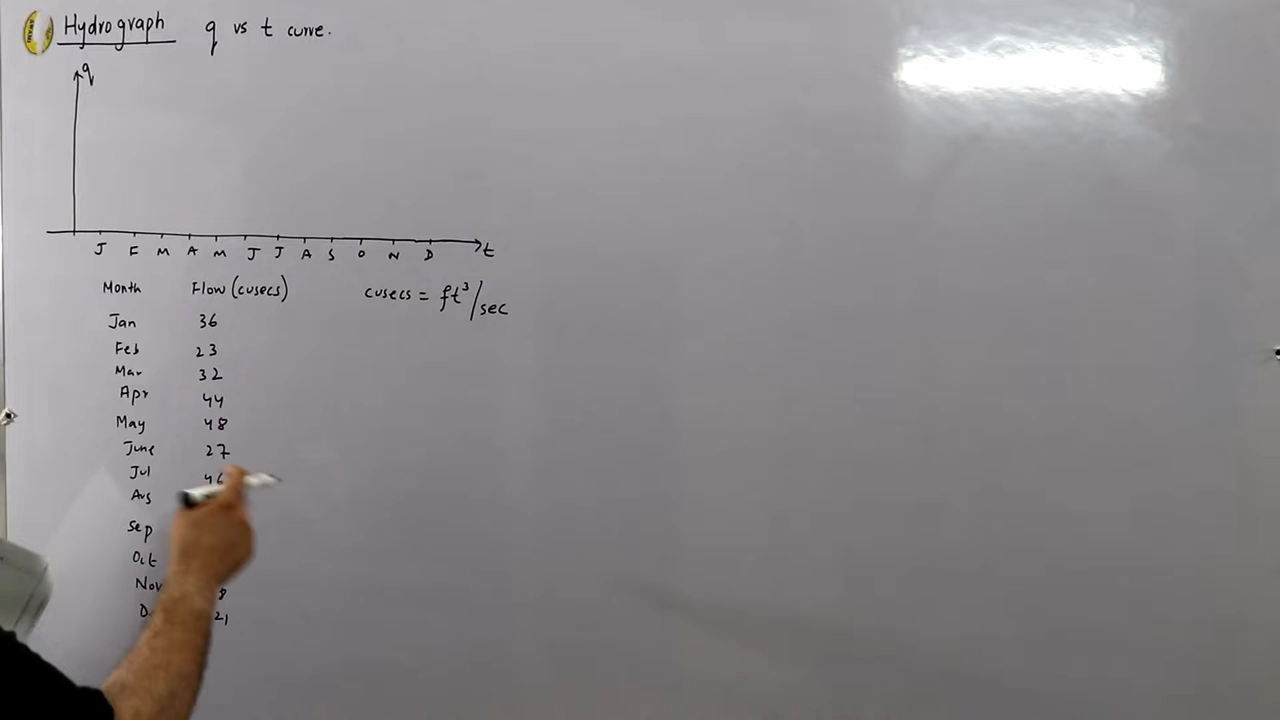 Hydrograph q vs t curve.
q
J F M A M J J A S O N D t
Month Flow (cusecs) cusecs = ft³/sec
Jan 36
Feb 23
Mar 32
Apr 44
May 48
June 27
Jul 46
Aug
Sep
Oct
Nov
21